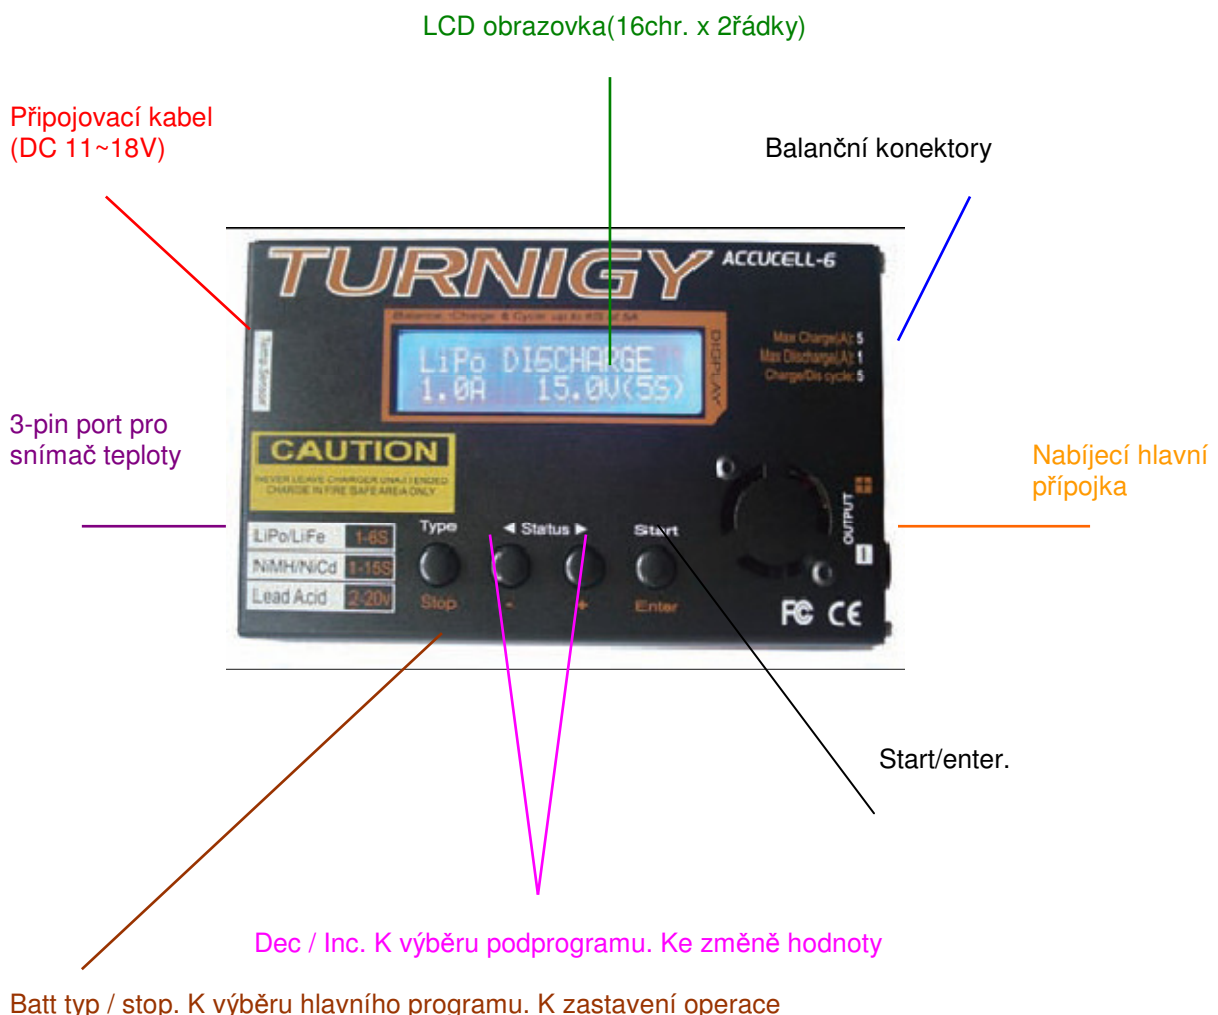 LCD obrazovka(16chr. x 2řádky)
Připojovací kabel
(DC 11~18V)
Balanční konektory
TURNIGY ACCUCELL-6
Temp Sensor
DISPLAY
LiPo DISCHARGE
1.0A 15.0V(5S)
Max Charge(A): 5
Max Discharge(A): 1
Charge/Dis cycle: 5
3-pin port pro
snímač teploty
CAUTION
NEVER LEAVE CHARGER UNATTENDED
CHARGE IN FIRE SAFE AREA ONLY
Nabíjecí hlavní
přípojka
OUTPUT
LiPo/LiFe 1-6S
NiMH/NiCd 1-15S
Lead Acid 2-20v
Type ◄ Status ► Start
Stop - + Enter
FC CE
Start/enter.
Dec / Inc. K výběru podprogramu. Ke změně hodnoty
Batt typ / stop. K výběru hlavního programu. K zastavení operace